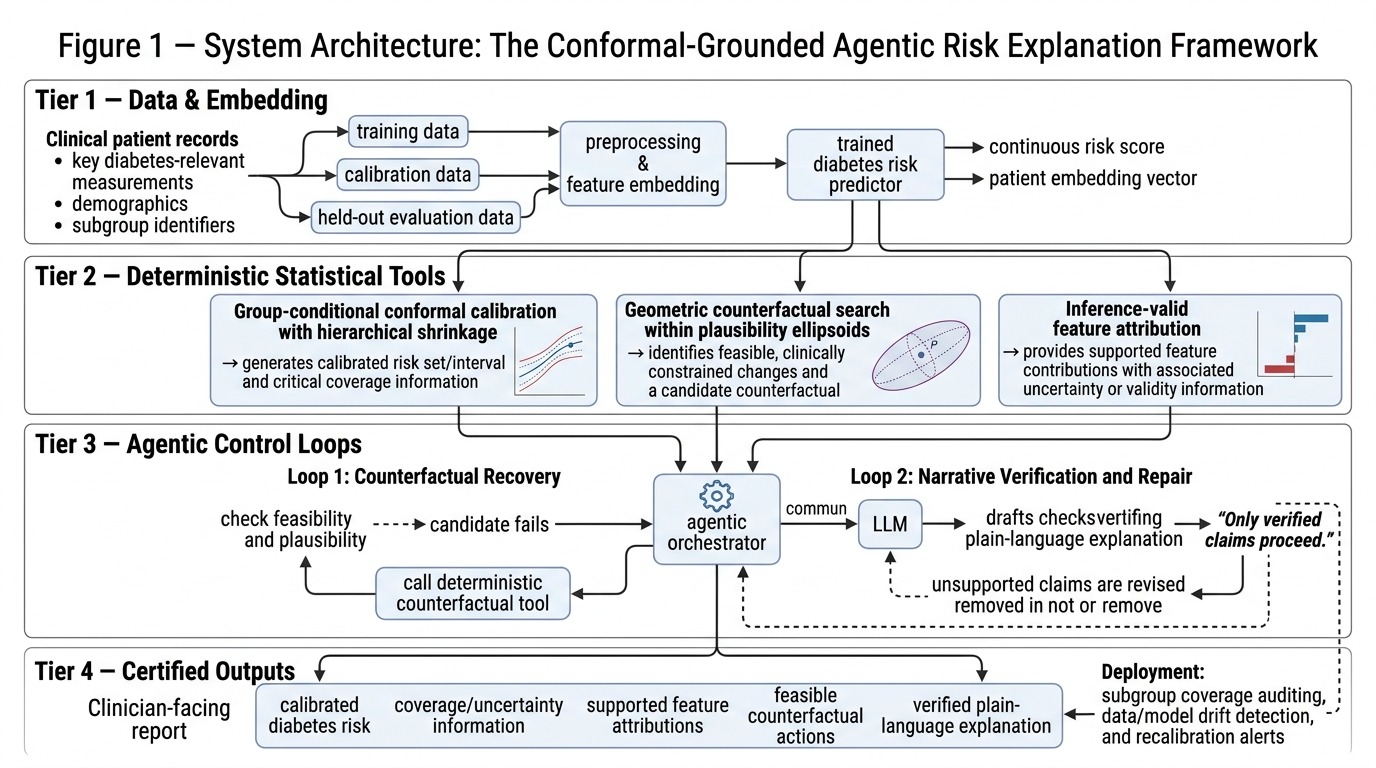 Figure 1 — System Architecture: The Conformal-Grounded Agentic Risk Explanation Framework
Tier 1 — Data & Embedding
Clinical patient records
• key diabetes-relevant
measurements
• demographics
• subgroup identifiers
training data
calibration data
held-out evaluation data
preprocessing
&
feature embedding
trained
diabetes risk
predictor
continuous risk score
patient embedding vector
Tier 2 — Deterministic Statistical Tools
Group-conditional conformal calibration
with hierarchical shrinkage
→ generates calibrated risk set/interval
and critical coverage information
Geometric counterfactual search
within plausibility ellipsoids
→ identifies feasible, clinically
constrained changes and
a candidate counterfactual
P
Inference-valid
feature attribution
→ provides supported feature
contributions with associated
uncertainty or validity information
Tier 3 — Agentic Control Loops
Loop 1: Counterfactual Recovery
check feasibility
and plausibility
candidate fails
call deterministic
counterfactual tool
agentic
orchestrator
commun
Loop 2: Narrative Verification and Repair
LLM
drafts checksvertifing
plain-language explanation
“Only verified
claims proceed.”
unsupported claims are revised
removed in not or remove
Tier 4 — Certified Outputs
Clinician-facing
report
calibrated
diabetes risk
coverage/uncertainty
information
supported feature
attributions
feasible
counterfactual
actions
verified plain-
language explanation
Deployment:
subgroup coverage auditing,
data/model drift detection,
and recalibration alerts